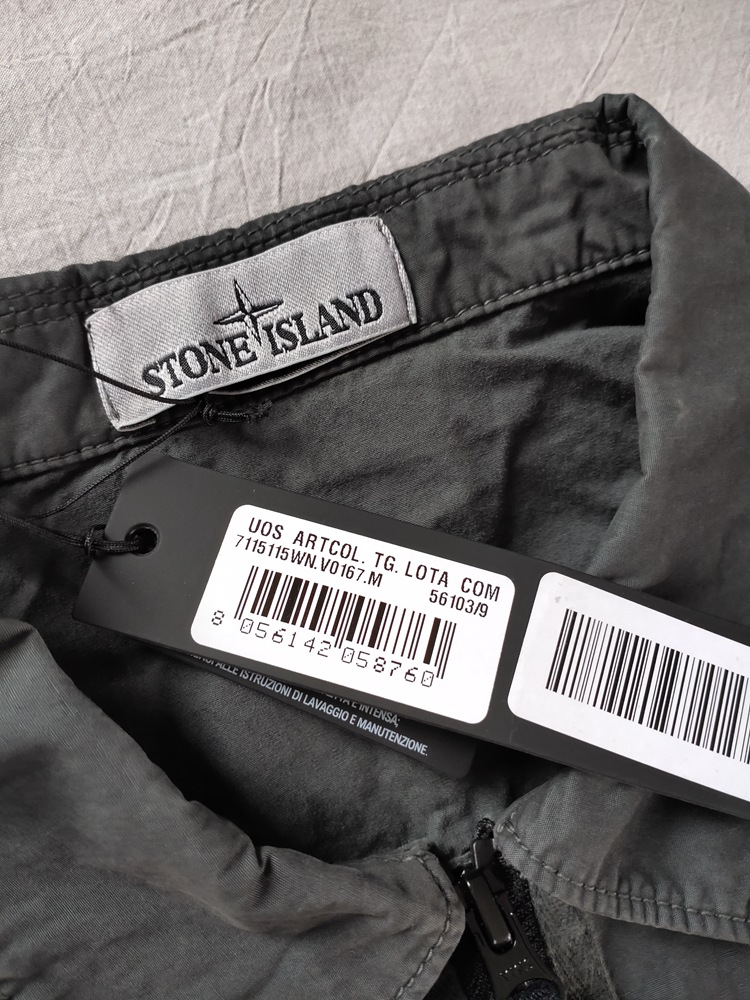 STONE ISLAND
UOS ARTCOL. TG. LOTA COM
7115115WN.V0167.M 56103/9
8 056142 058760
E INTENSA;
ALLE ISTRUZIONI DI LAVAGGIO E MANUTENZIONE.